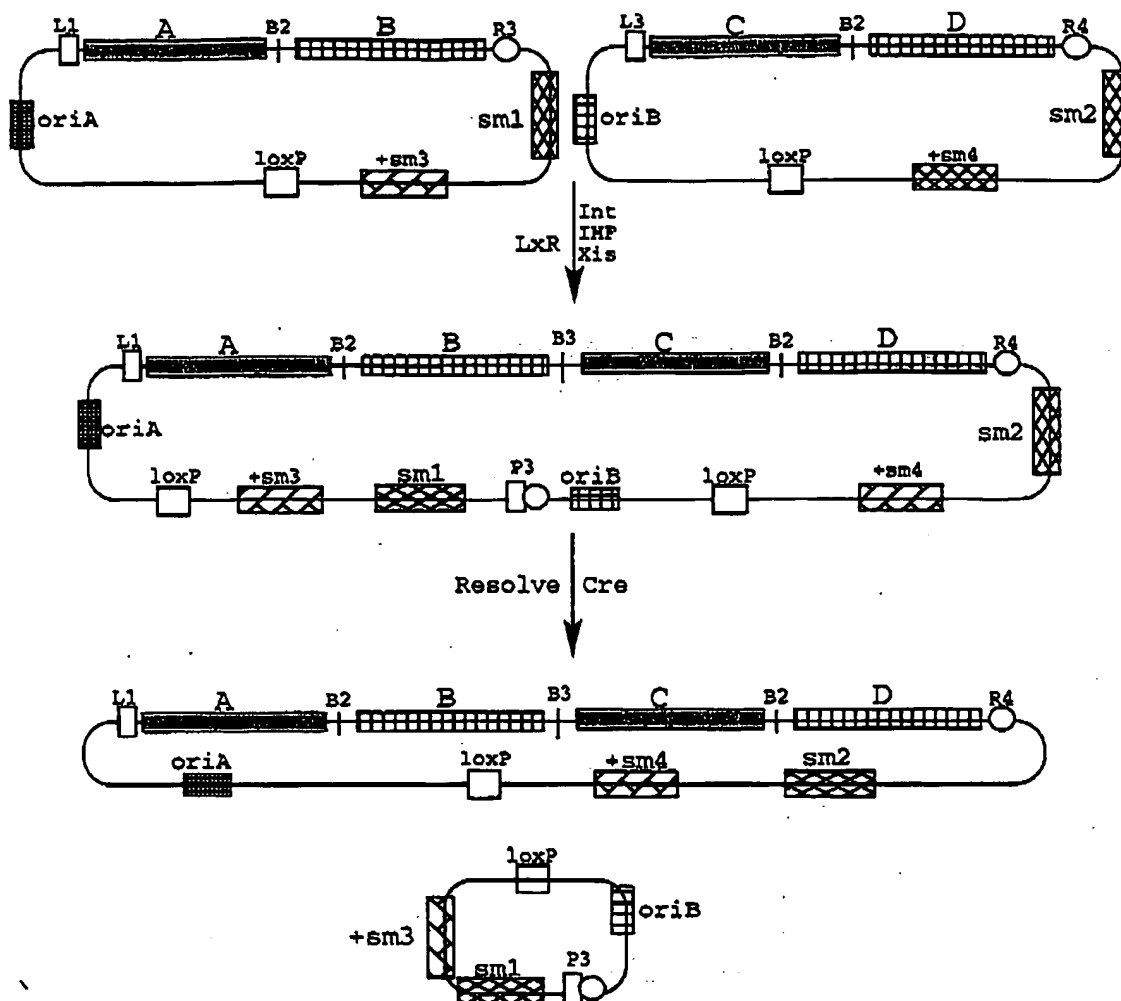 L1 A B2 B R3
L3 C B2 D R4
oriA sm1 oriB sm2
loxP +sm3 loxP +sm4
LxR Int
IHF
Xis
L1 A B2 B B3 C B2 D R4
oriA sm2
loxP +sm3 sm1 P3 oriB loxP +sm4
Resolve Cre
L1 A B2 B B3 C B2 D R4
oriA loxP +sm4 sm2
loxP
+sm3 oriB
sm1 P3